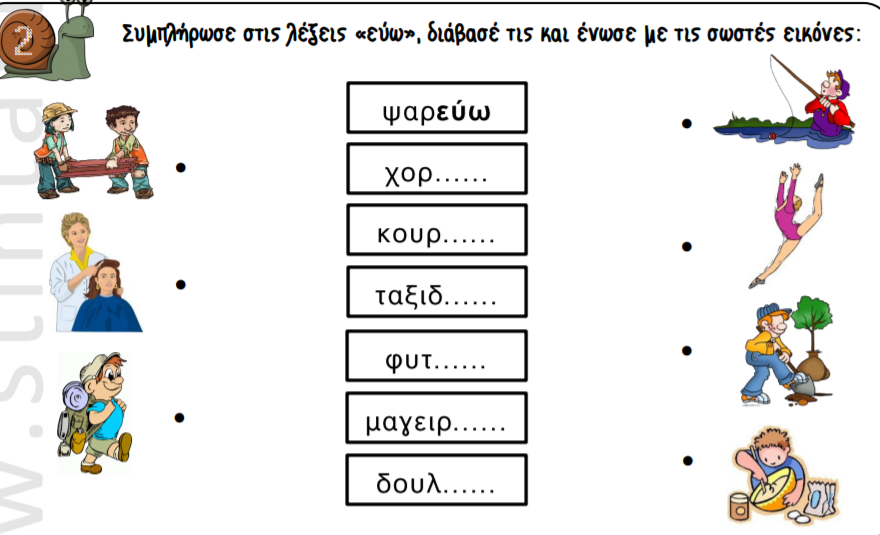 2
Συμπλήρωσε στις λέξεις «εύω», διάβασέ τις και ένωσε με τις σωστές εικόνες:
ψαρεύω
χορ......
κουρ......
ταξιδ......
φυτ......
μαγειρ......
δουλ......